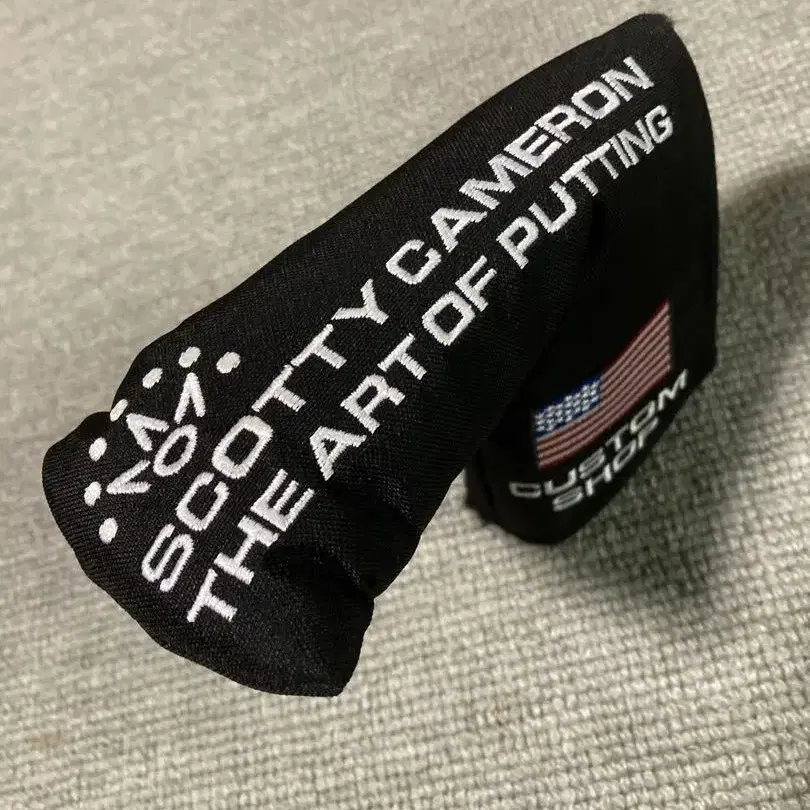 SCOTTY CAMERON
THE ART OF PUTTING
CUSTOM
SHOP